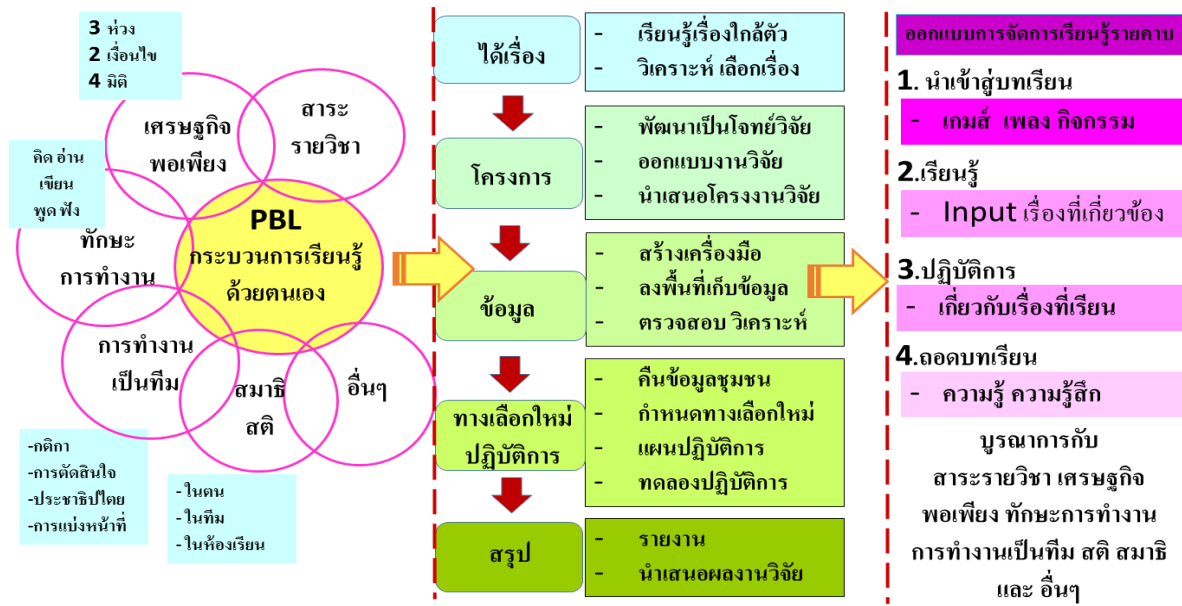 3 ห่วง
2 เงื่อนไข
4 มิติ
เศรษฐกิจ
พอเพียง
สาระ
รายวิชา
คิด อ่าน
เขียน
พูด ฟัง
ทักษะ
การทำงาน
PBL
กระบวนการเรียนรู้
ด้วยตนเอง
การทำงาน
เป็นทีม
สมาธิ
สติ
อื่นๆ
-กติกา
-การตัดสินใจ
-ประชาธิปไตย
-การแบ่งหน้าที่
- ในตน
- ในทีม
- ในห้องเรียน
ได้เรื่อง
- เรียนรู้เรื่องใกล้ตัว
- วิเคราะห์ เลือกเรื่อง
โครงการ
- พัฒนาเป็นโจทย์วิจัย
- ออกแบบงานวิจัย
- นำเสนอโครงงานวิจัย
ข้อมูล
- สร้างเครื่องมือ
- ลงพื้นที่เก็บข้อมูล
- ตรวจสอบ วิเคราะห์
ทางเลือกใหม่
ปฏิบัติการ
- คืนข้อมูลชุมชน
- กำหนดทางเลือกใหม่
- แผนปฏิบัติการ
- ทดลองปฏิบัติการ
สรุป
- รายงาน
- นำเสนอผลงานวิจัย
ออกแบบการจัดการเรียนรู้รายคาบ
1. นำเข้าสู่บทเรียน
- เกมส์ เพลง กิจกรรม
2.เรียนรู้
- Input เรื่องที่เกี่ยวข้อง
3.ปฏิบัติการ
- เกี่ยวกับเรื่องที่เรียน
4.ถอดบทเรียน
- ความรู้ ความรู้สึก
บูรณาการกับ
สาระรายวิชา เศรษฐกิจ
พอเพียง ทักษะการทำงาน
การทำงานเป็นทีม สติ สมาธิ
และ อื่นๆ